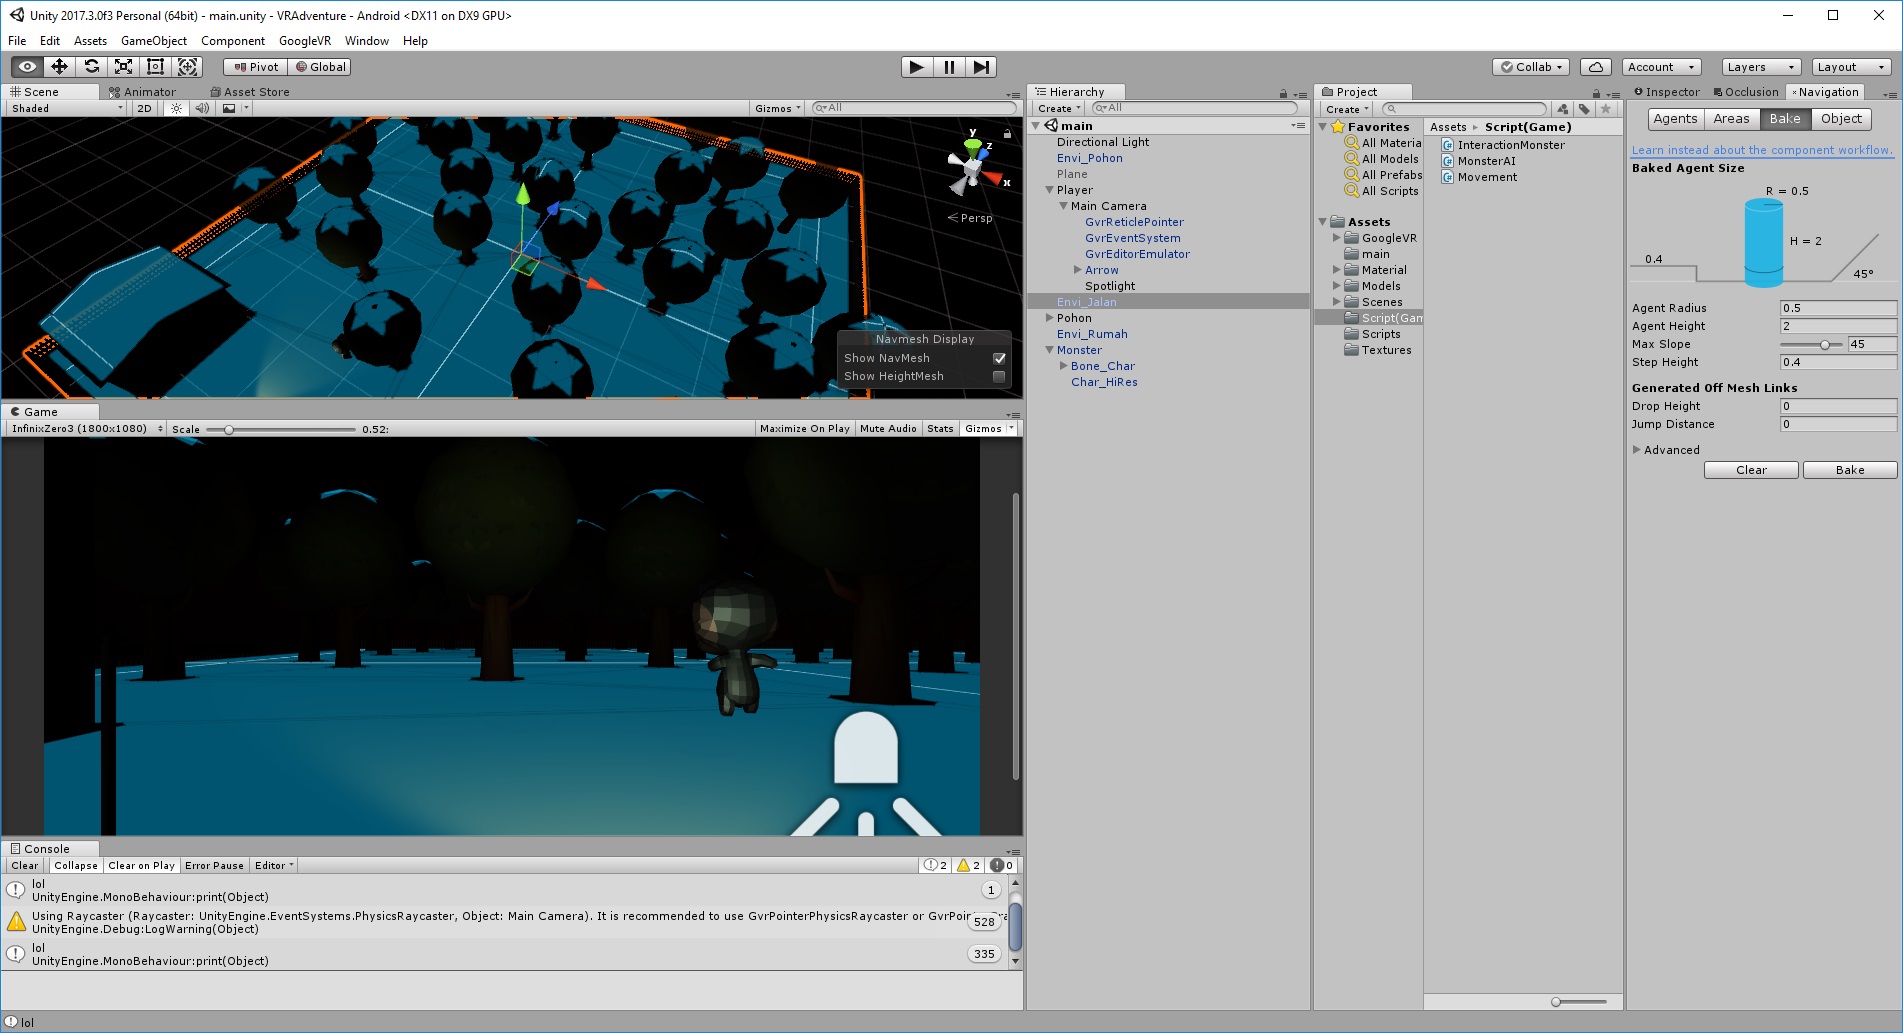 Unity 2017.3.0f3 Personal (64bit) - main.unity - VRAdventure - Android <DX11 on DX9 GPU>
File Edit Assets GameObject Component GoogleVR Window Help
Pivot Global
Collab Account Layers Layout
Scene Animator Asset Store
Shaded 2D Gizmos All
y
z
x
Persp
Navmesh Display
Show NavMesh
Show HeightMesh
Game
InfinixZero3 (1800x1080) Scale 0.52: Maximize On Play Mute Audio Stats Gizmos
Console
Clear Collapse Clear on Play Error Pause Editor 2 2 0
lol
UnityEngine.MonoBehaviour:print(Object)
1
Using Raycaster (Raycaster: UnityEngine.EventSystems.PhysicsRaycaster, Object: Main Camera). It is recommended to use GvrPointerPhysicsRaycaster or
UnityEngine.Debug:LogWarning(Object)
528
lol
UnityEngine.MonoBehaviour:print(Object)
335
lol
Hierarchy
Create All
main
Directional Light
Envi_Pohon
Plane
Player
Main Camera
GvrReticlePointer
GvrEventSystem
GvrEditorEmulator
Arrow
Spotlight
Envi_Jalan
Pohon
Envi_Rumah
Monster
Bone_Char
Char_HiRes
Project
Create
Favorites
All Materia
All Models
All Prefabs
All Scripts
Assets
GoogleVR
main
Material
Models
Scenes
Script(Gam
Scripts
Textures
Assets Script(Game)
InteractionMonster
MonsterAI
Movement
Inspector Occlusion Navigation
Agents Areas Bake Object
Learn instead about the component workflow.
Baked Agent Size
R = 0.5
H = 2
0.4
45°
Agent Radius 0.5
Agent Height 2
Max Slope 45
Step Height 0.4
Generated Off Mesh Links
Drop Height 0
Jump Distance 0
Advanced
Clear Bake